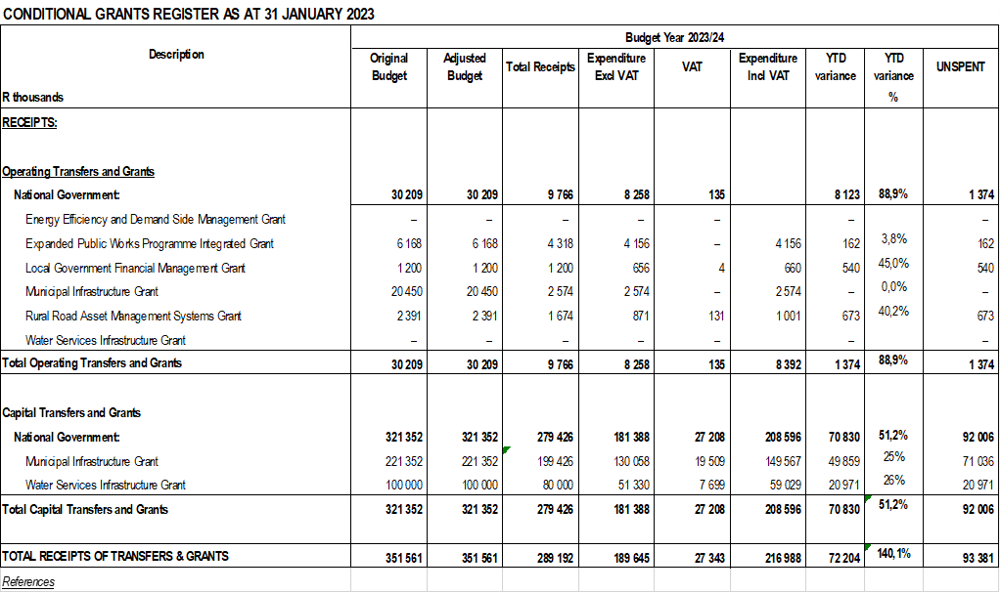 CONDITIONAL GRANTS REGISTER AS AT 31 JANUARY 2023
Description Budget Year 2023/24
R thousands Original Budget Adjusted Budget Total Receipts Expenditure Excl VAT VAT Expenditure Incl VAT YTD variance YTD variance % UNSPENT
RECEIPTS:
Operating Transfers and Grants
National Government: 30 209 30 209 9 766 8 258 135 8 123 88,9% 1 374
Energy Efficiency and Demand Side Management Grant – – – – – – –
Expanded Public Works Programme Integrated Grant 6 168 6 168 4 318 4 156 – 4 156 162 3,8% 162
Local Government Financial Management Grant 1 200 1 200 1 200 656 4 660 540 45,0% 540
Municipal Infrastructure Grant 20 450 20 450 2 574 2 574 – 2 574 – 0,0% –
Rural Road Asset Management Systems Grant 2 391 2 391 1 674 871 131 1 001 673 40,2% 673
Water Services Infrastructure Grant – – – – – – –
Total Operating Transfers and Grants 30 209 30 209 9 766 8 258 135 8 392 1 374 88,9% 1 374
Capital Transfers and Grants
National Government: 321 352 321 352 279 426 181 388 27 208 208 596 70 830 51,2% 92 006
Municipal Infrastructure Grant 221 352 221 352 199 426 130 058 19 509 149 567 49 859 25% 71 036
Water Services Infrastructure Grant 100 000 100 000 80 000 51 330 7 699 59 029 20 971 26% 20 971
Total Capital Transfers and Grants 321 352 321 352 279 426 181 388 27 208 208 596 70 830 51,2% 92 006
TOTAL RECEIPTS OF TRANSFERS & GRANTS 351 561 351 561 289 192 189 645 27 343 216 988 72 204 140,1% 93 381
References